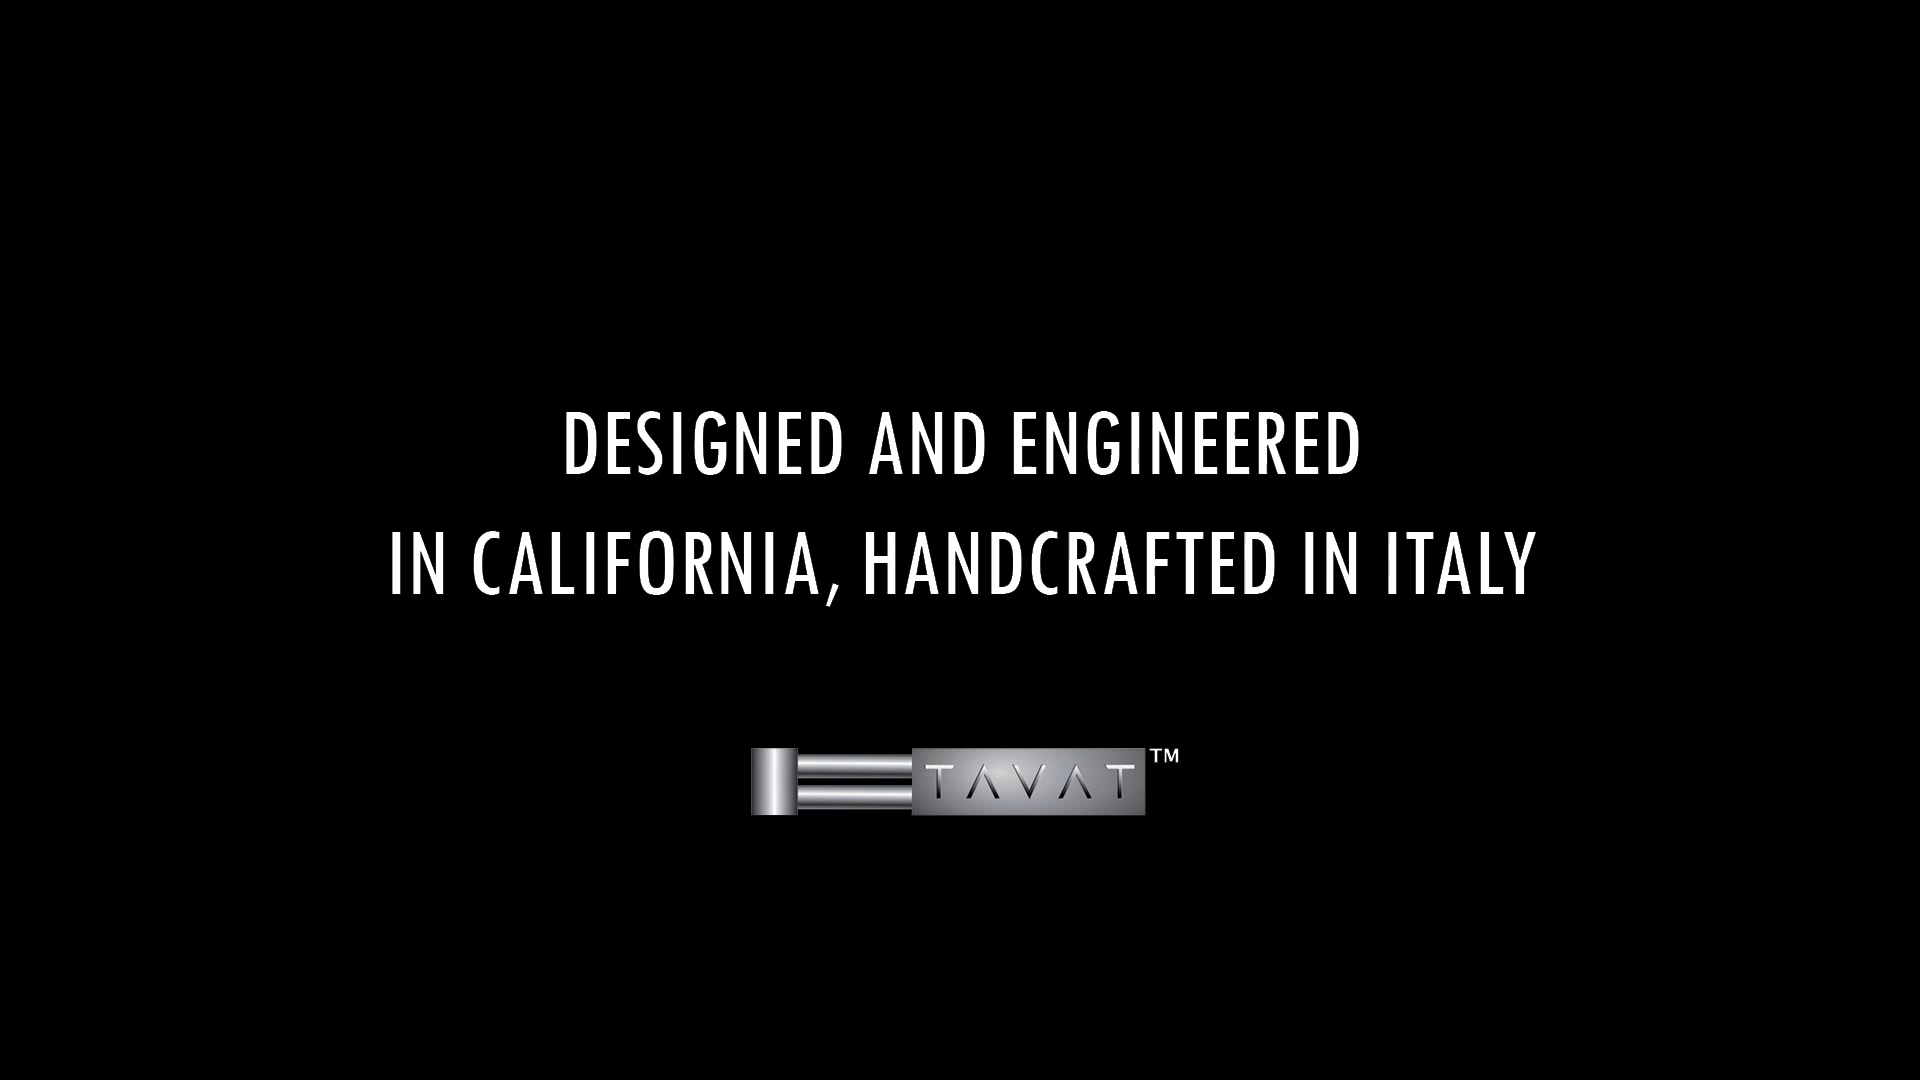 DESIGNED AND ENGINEERED
IN CALIFORNIA, HANDCRAFTED IN ITALY
TAVAT™